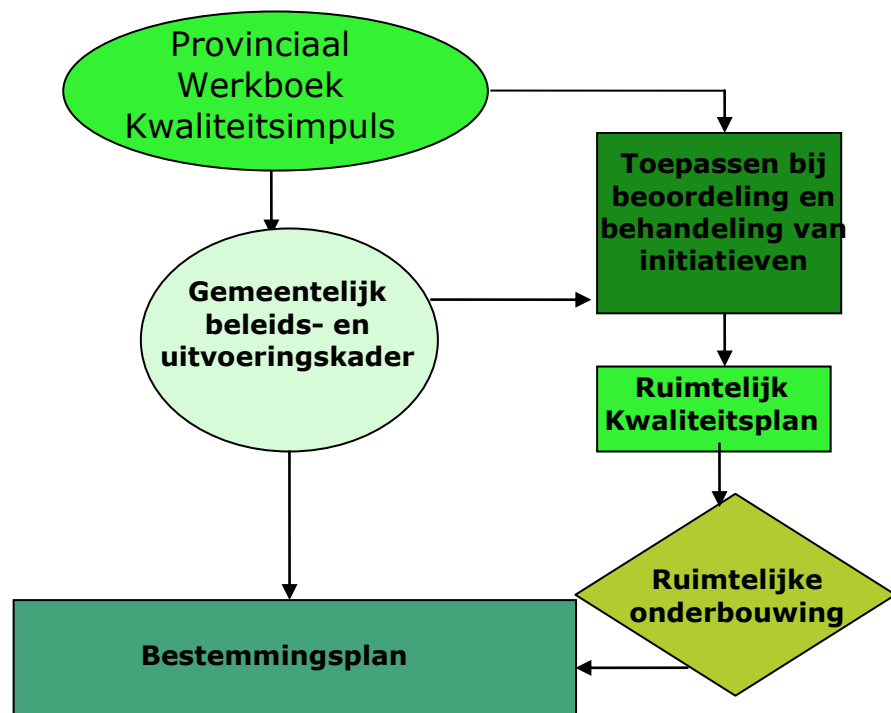 Provinciaal
Werkboek
Kwaliteitsimpuls
Toepassen bij
beoordeling en
behandeling van
initiatieven
Gemeentelijk
beleids- en
uitvoeringskader
Ruimtelijk
Kwaliteitsplan
Ruimtelijke
onderbouwing
Bestemmingsplan